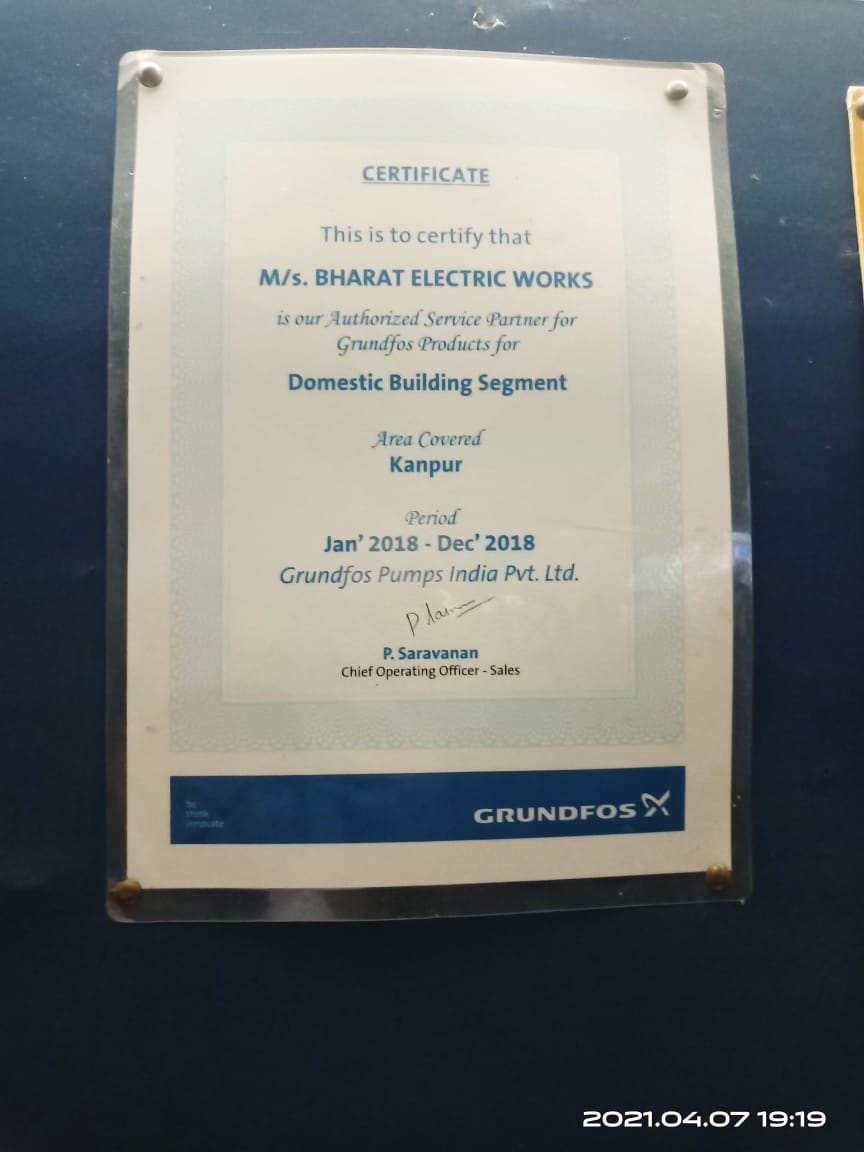 CERTIFICATE
This is to certify that
M/s. BHARAT ELECTRIC WORKS
is our Authorized Service Partner for
Grundfos Products for
Domestic Building Segment
Area Covered
Kanpur
Period
Jan' 2018 - Dec' 2018
Grundfos Pumps India Pvt. Ltd.
P. Saravanan
Chief Operating Officer - Sales
be
think
innovate
GRUNDFOS
2021.04.07 19:19